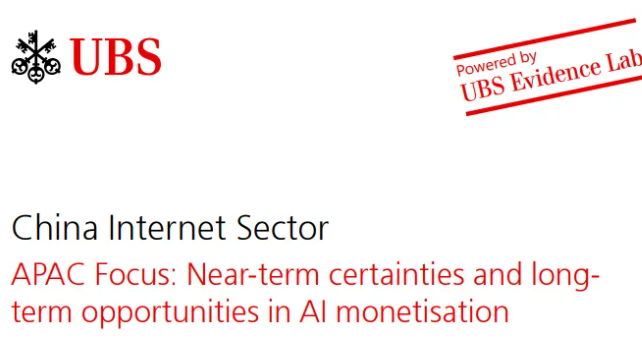 UBS
Powered by
UBS Evidence Lab
China Internet Sector
APAC Focus: Near-term certainties and long-
term opportunities in AI monetisation